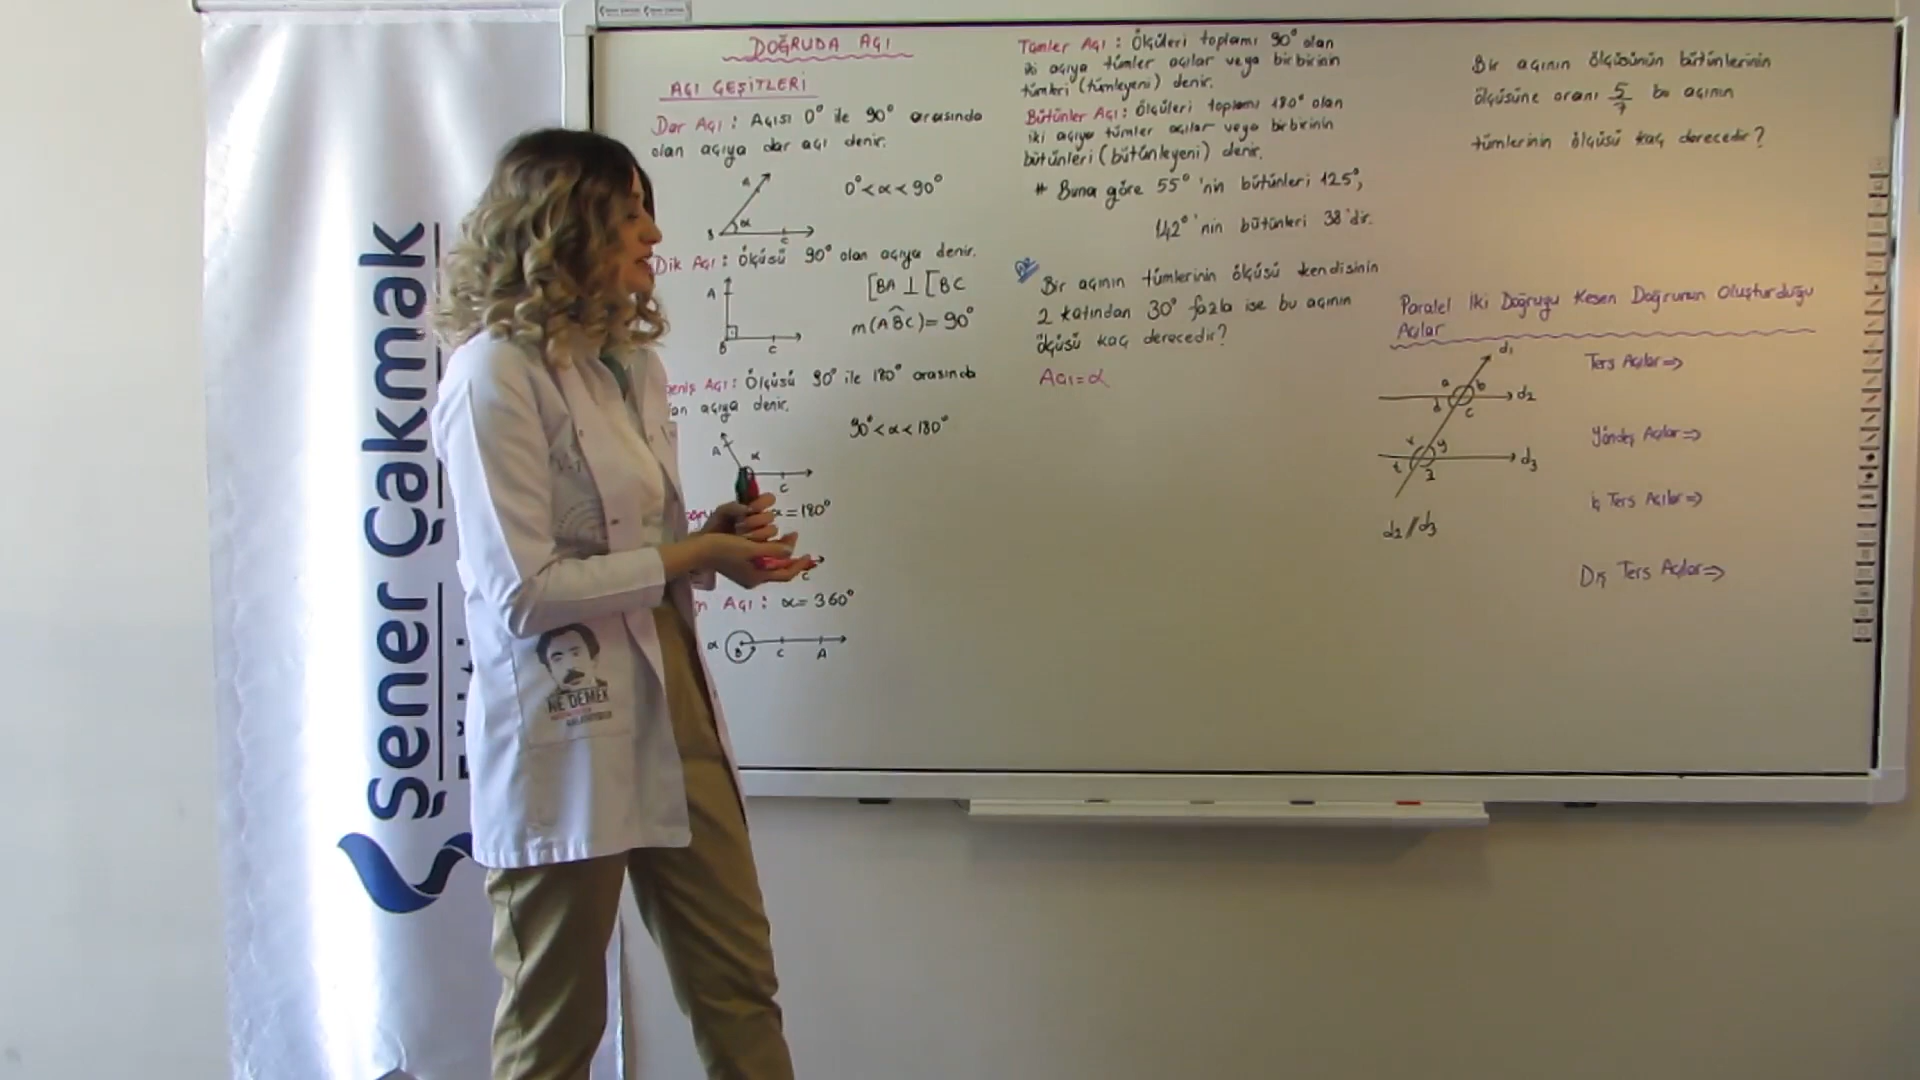 DOĞRUDA AÇI
AÇI ÇEŞİTLERİ
Dar Açı : Açısı 0° ile 90° arasında
olan açıya dar açı denir.
A
α
B
C
0° < α < 90°
Dik Açı : Ölçüsü 90° olan açıya denir.
A
B
C
[BA ⊥ [BC
m(ABC) = 90°
Açı : Ölçüsü 90° ile 180° arasında
açıya denir.
A
α
C
90° < α < 180°
α = 180°
C
Açı : α = 360°
α
B
C
A
Tümler Açı : Ölçüleri toplamı 90° olan
iki açıya tümler açılar veya birbirinin
tümleri (tümleyeni) denir.
Bütünler Açı : Ölçüleri toplamı 180° olan
iki açıya tümler açılar veya birbirinin
bütünleri (bütünleyeni) denir.
# Buna göre 55° 'nin bütünleri 125°,
142° 'nin bütünleri 38'dir.
Bir açının tümlerinin ölçüsü kendisinin
2 katından 30° fazla ise bu açının
ölçüsü kaç derecedir?
Açı = α
Bir açının ölçüsünün bütünlerinin
ölçüsüne oranı 5/7 bu açının
tümlerinin ölçüsü kaç derecedir?
Paralel İki Doğruyu Kesen Doğrunun Oluşturduğu
Açılar
d1
a
b
d2
d
c
y
d3
t
d2 // d3
Ters Açılar ⇒
Yöndeş Açılar ⇒
İç Ters Açılar ⇒
Dış Ters Açılar ⇒
Şener Çakmak
NE DEMEK